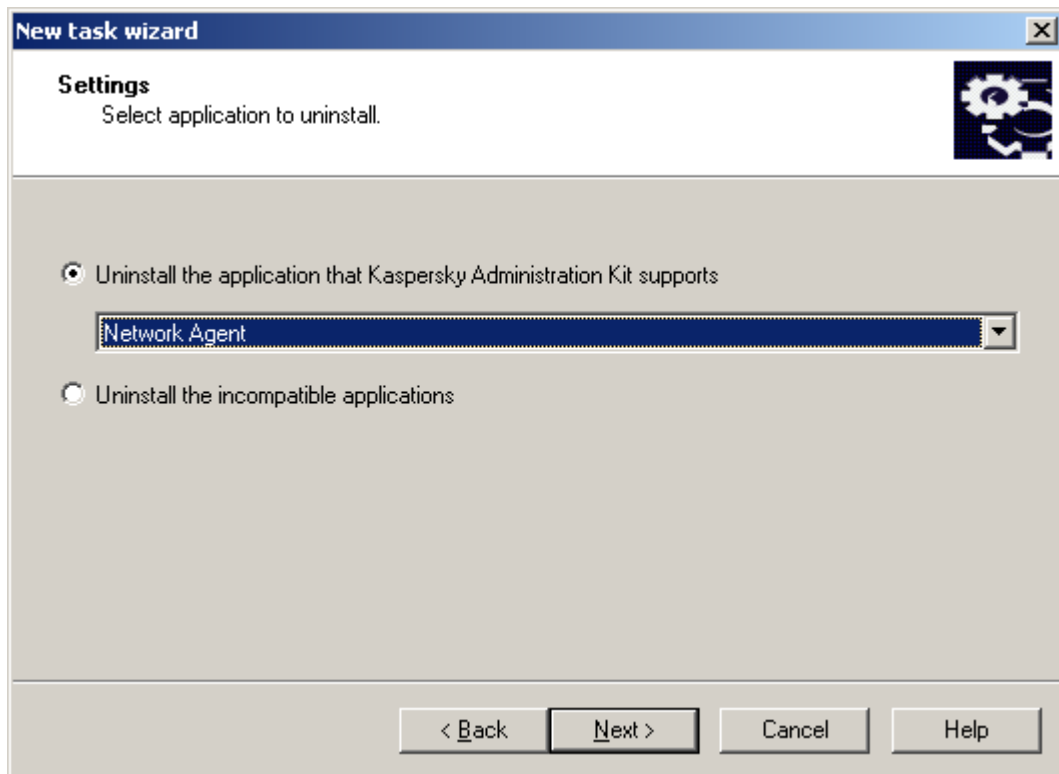 New task wizard
Settings
Select application to uninstall.
Uninstall the application that Kaspersky Administration Kit supports
Network Agent
Uninstall the incompatible applications
< Back
Next >
Cancel
Help